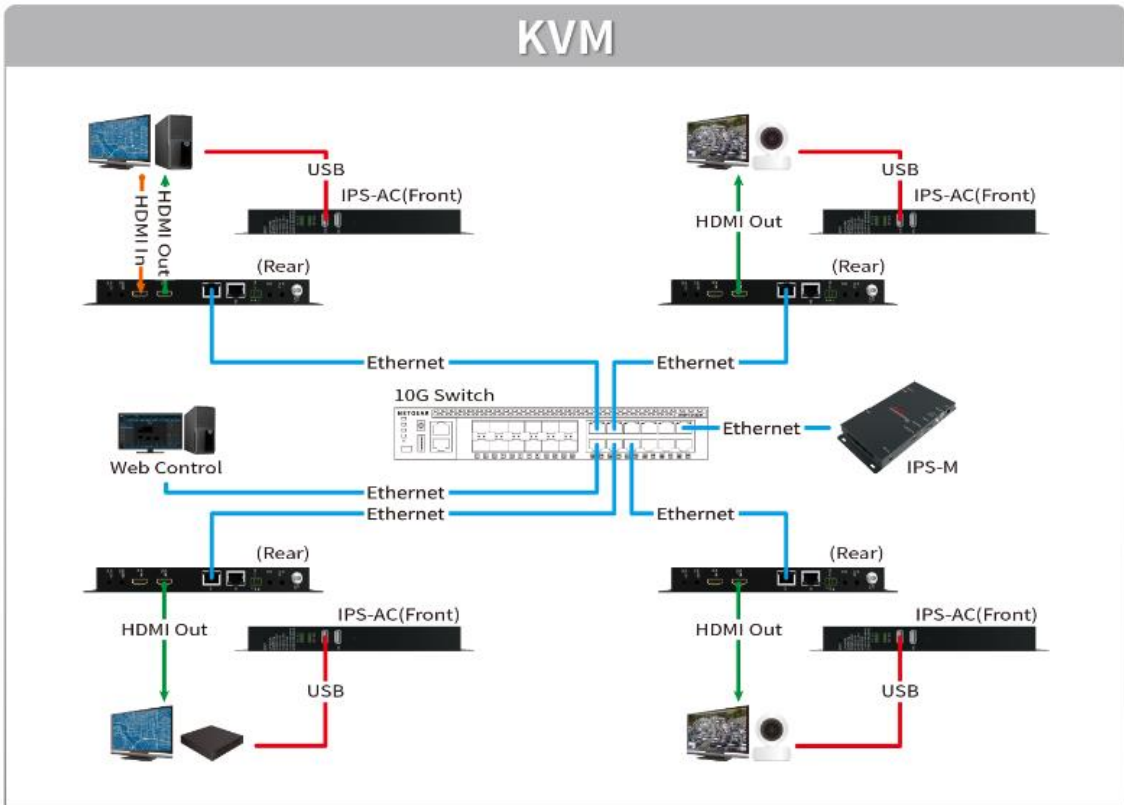 KVM
USB
USB
IPS-AC(Front)
IPS-AC(Front)
HDMI In
HDMI Out
HDMI Out
(Rear)
(Rear)
Ethernet
Ethernet
10G Switch
NETGEAR
Ethernet
Web Control
IPS-M
Ethernet
Ethernet
Ethernet
(Rear)
(Rear)
IPS-AC(Front)
IPS-AC(Front)
HDMI Out
HDMI Out
USB
USB